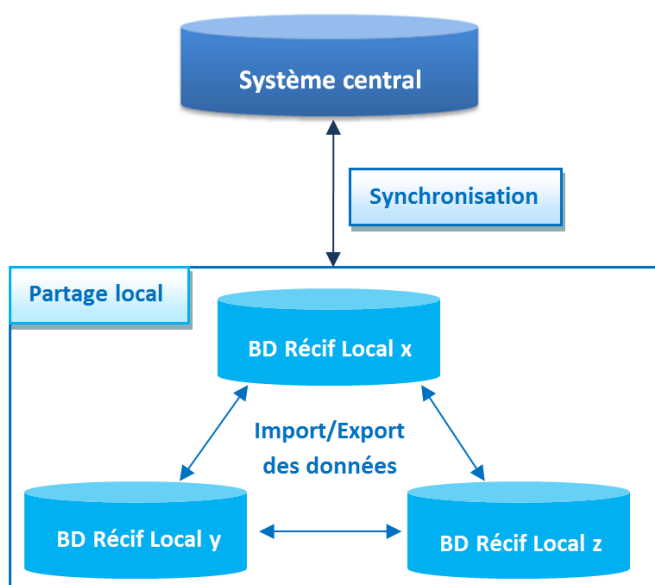 Système central
Synchronisation
Partage local
BD Récif Local x
Import/Export
des données
BD Récif Local y
BD Récif Local z